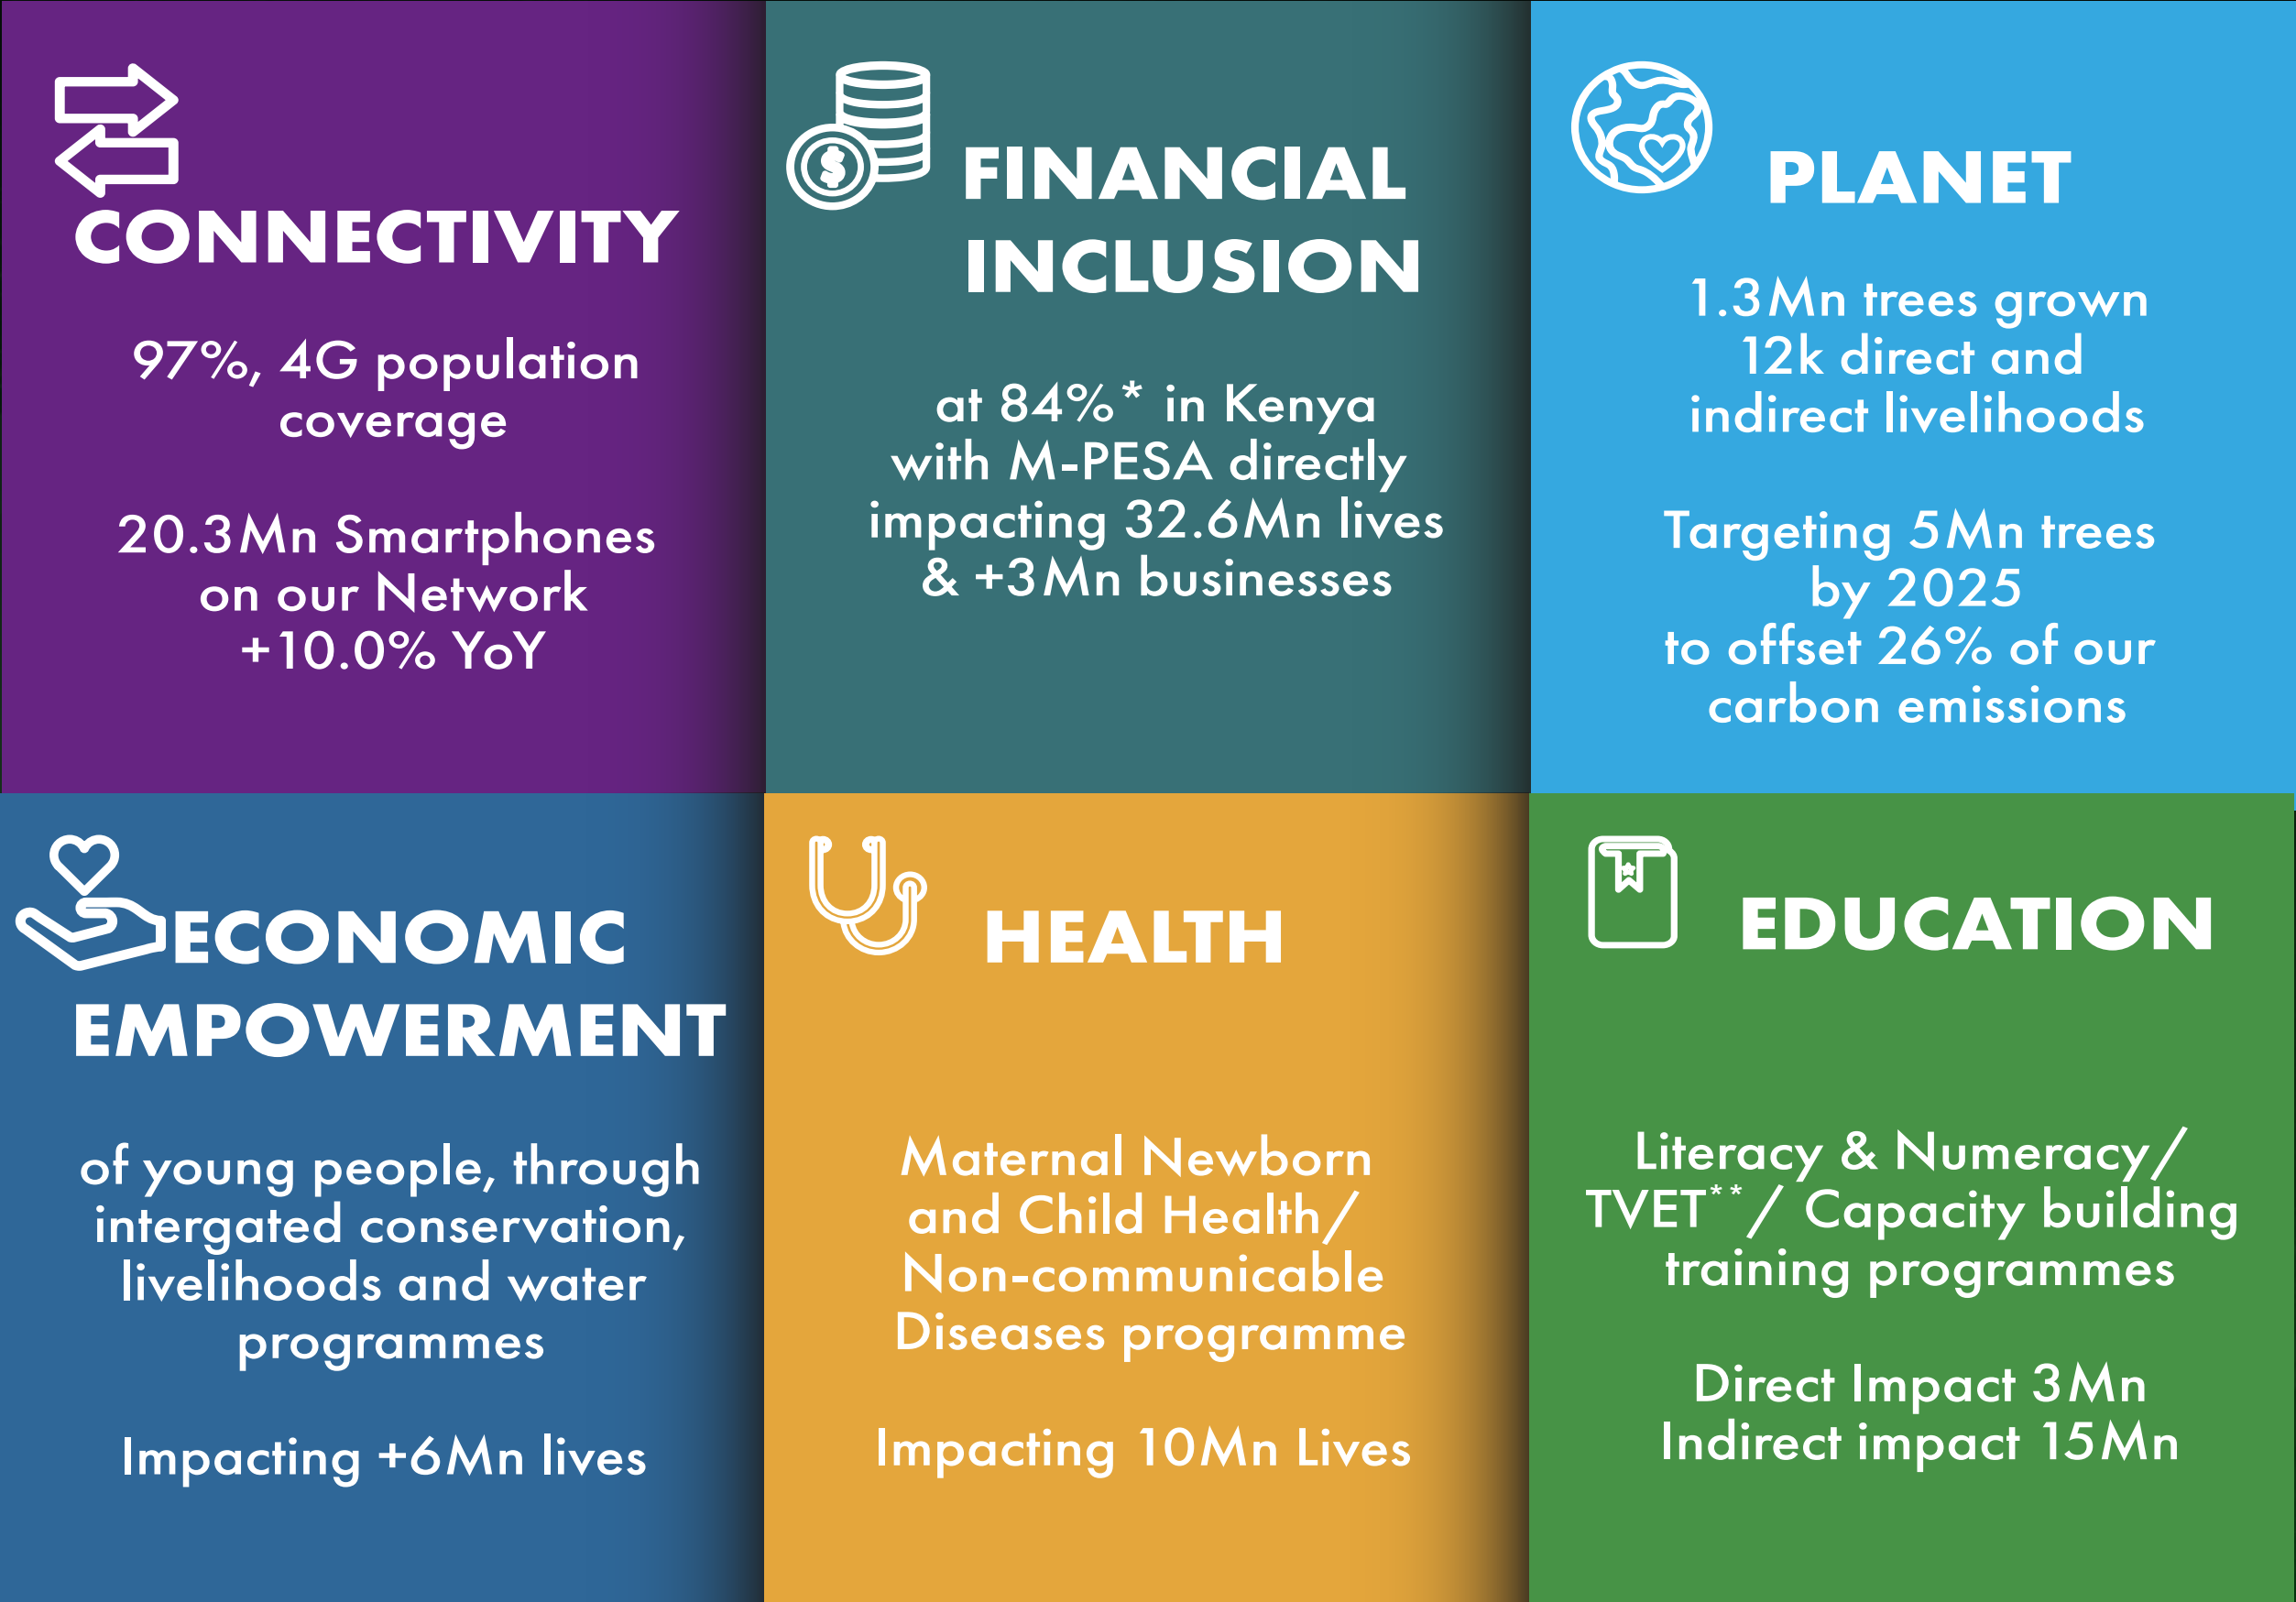 CONNECTIVITY
97%, 4G population
coverage
20.3Mn Smartphones
on our Network
+10.0% YoY
FINANCIAL
INCLUSION
at 84%* in Kenya
with M-PESA directly
impacting 32.6Mn lives
& +3Mn businesses
PLANET
1.3Mn trees grown
12k direct and
indirect livelihoods
Targeting 5Mn trees
by 2025
to offset 26% of our
carbon emissions
ECONOMIC
EMPOWERMENT
of young people, through
intergated conservation,
livelihoods and water
programmes
Impacting +6Mn lives
HEALTH
Maternal Newborn
and Child Health/
Non-communicable
Diseases programme
Impacting 10Mn Lives
EDUCATION
Literacy & Numeracy/
TVET**/ Capacity building
training programmes
Direct Impact 3Mn
Indirect impact 15Mn